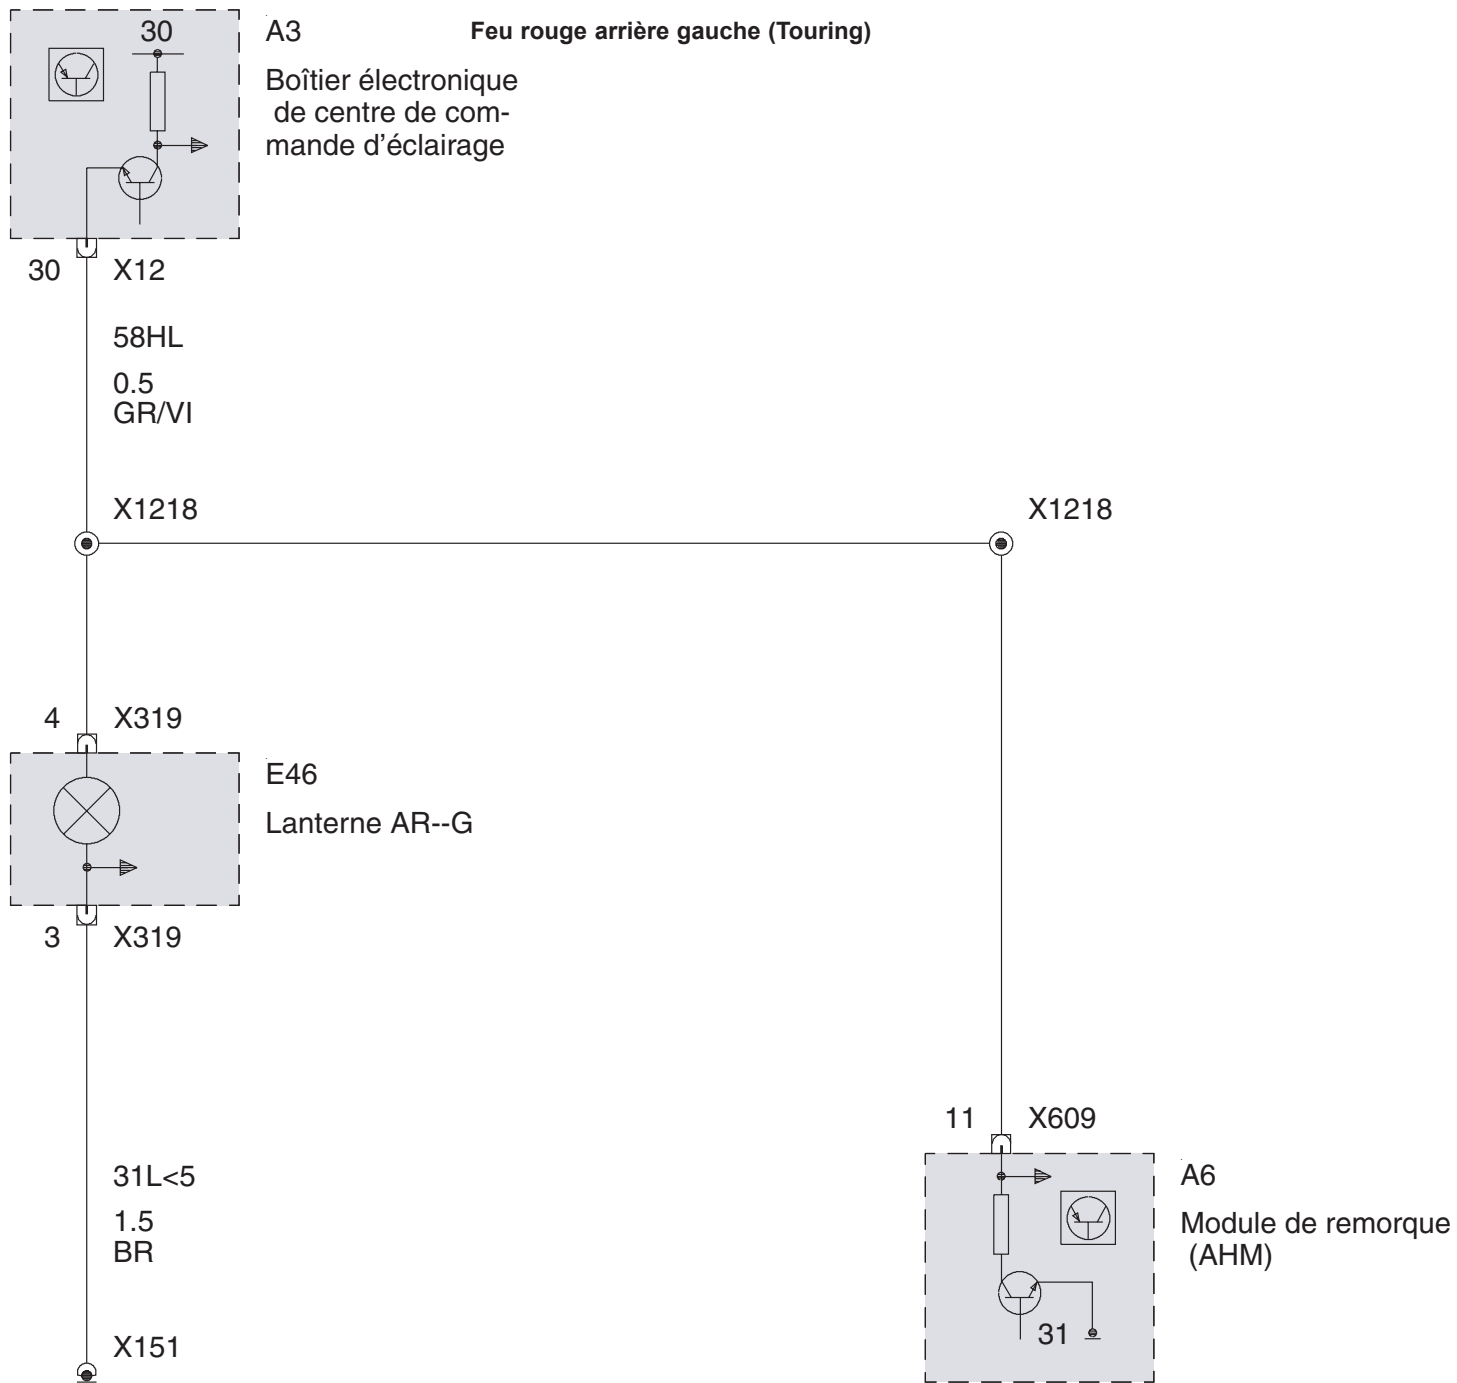 30
A3
Feu rouge arrière gauche (Touring)
Boîtier électronique
de centre de com-
mande d'éclairage
30
X12
58HL
0.5
GR/VI
X1218
X1218
4
X319
E46
Lanterne AR--G
3
X319
11
X609
31L<5
1.5
BR
A6
Module de remorque
(AHM)
31
X151